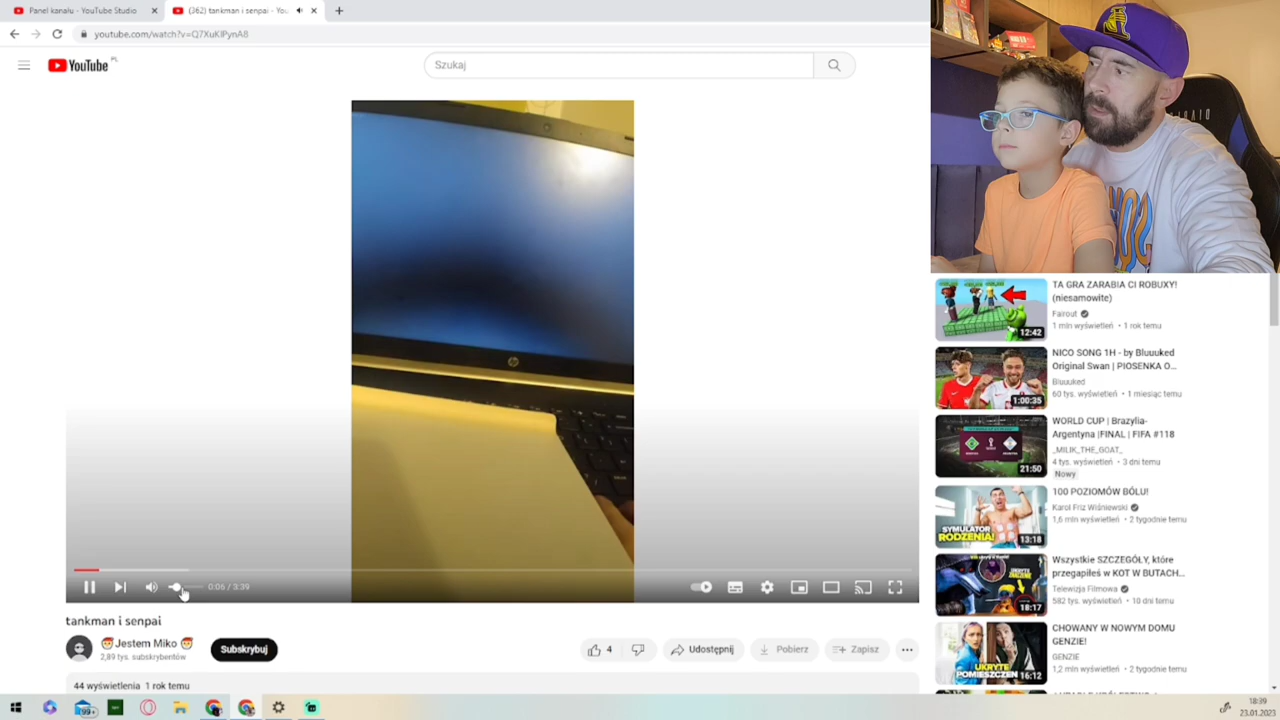 Panel kanału - YouTube Studio
(362) tankman i senpai - You
youtube.com/watch?v=Q7XuKIPynA8
YouTube PL
Szukaj
0:06 / 3:39
tankman i senpai
Jestem Miko
2,89 tys. subskrybentów
Subskrybuj
4
Udostępnij
Pobierz
Zapisz
44 wyświetlenia 1 rok temu
TA GRA ZARABIA CI ROBUXY!
(niesamowite)
Fairout
1 mln wyświetleń • 1 rok temu
12:42
NICO SONG 1H - by Bluuuked
Original Swan | PIOSENKA O...
Bluuuked
60 tys. wyświetleń • 1 miesiąc temu
1:00:35
WORLD CUP | Brazylia-
Argentyna |FINAL | FIFA #118
_MILIK_THE_GOAT_
4 tys. wyświetleń • 3 dni temu
Nowy
21:50
100 POZIOMÓW BÓLU!
Karol Friz Wiśniewski
1,6 mln wyświetleń • 2 tygodnie temu
SYMULATOR
RODZENIA!
13:18
Wszystkie SZCZEGÓŁY, które
przegapiłeś w KOT W BUTACH...
Telewizja Filmowa
582 tys. wyświetleń • 10 dni temu
18:17
CHOWANY W NOWYM DOMU
GENZIE!
GENZIE
1,2 mln wyświetleń • 2 tygodnie temu
UKRYTE
POMIESZCZEN
16:12
99+
18:39
23.01.2023